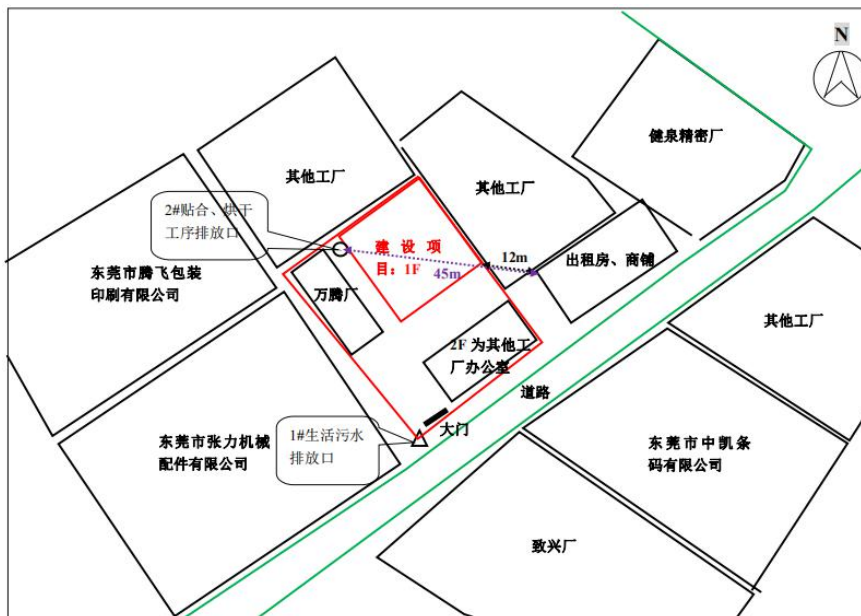 N
健泉精密厂
其他工厂
其他工厂
2#贴合、烘干
工序排放口
建 设 项
目：1F
12m
45m
出租房、商铺
东莞市腾飞包装
印刷有限公司
万腾厂
其他工厂
2F 为其他工
厂办公室
道路
大门
1#生活污水
排放口
东莞市张力机械
配件有限公司
东莞市中凯条
码有限公司
致兴厂